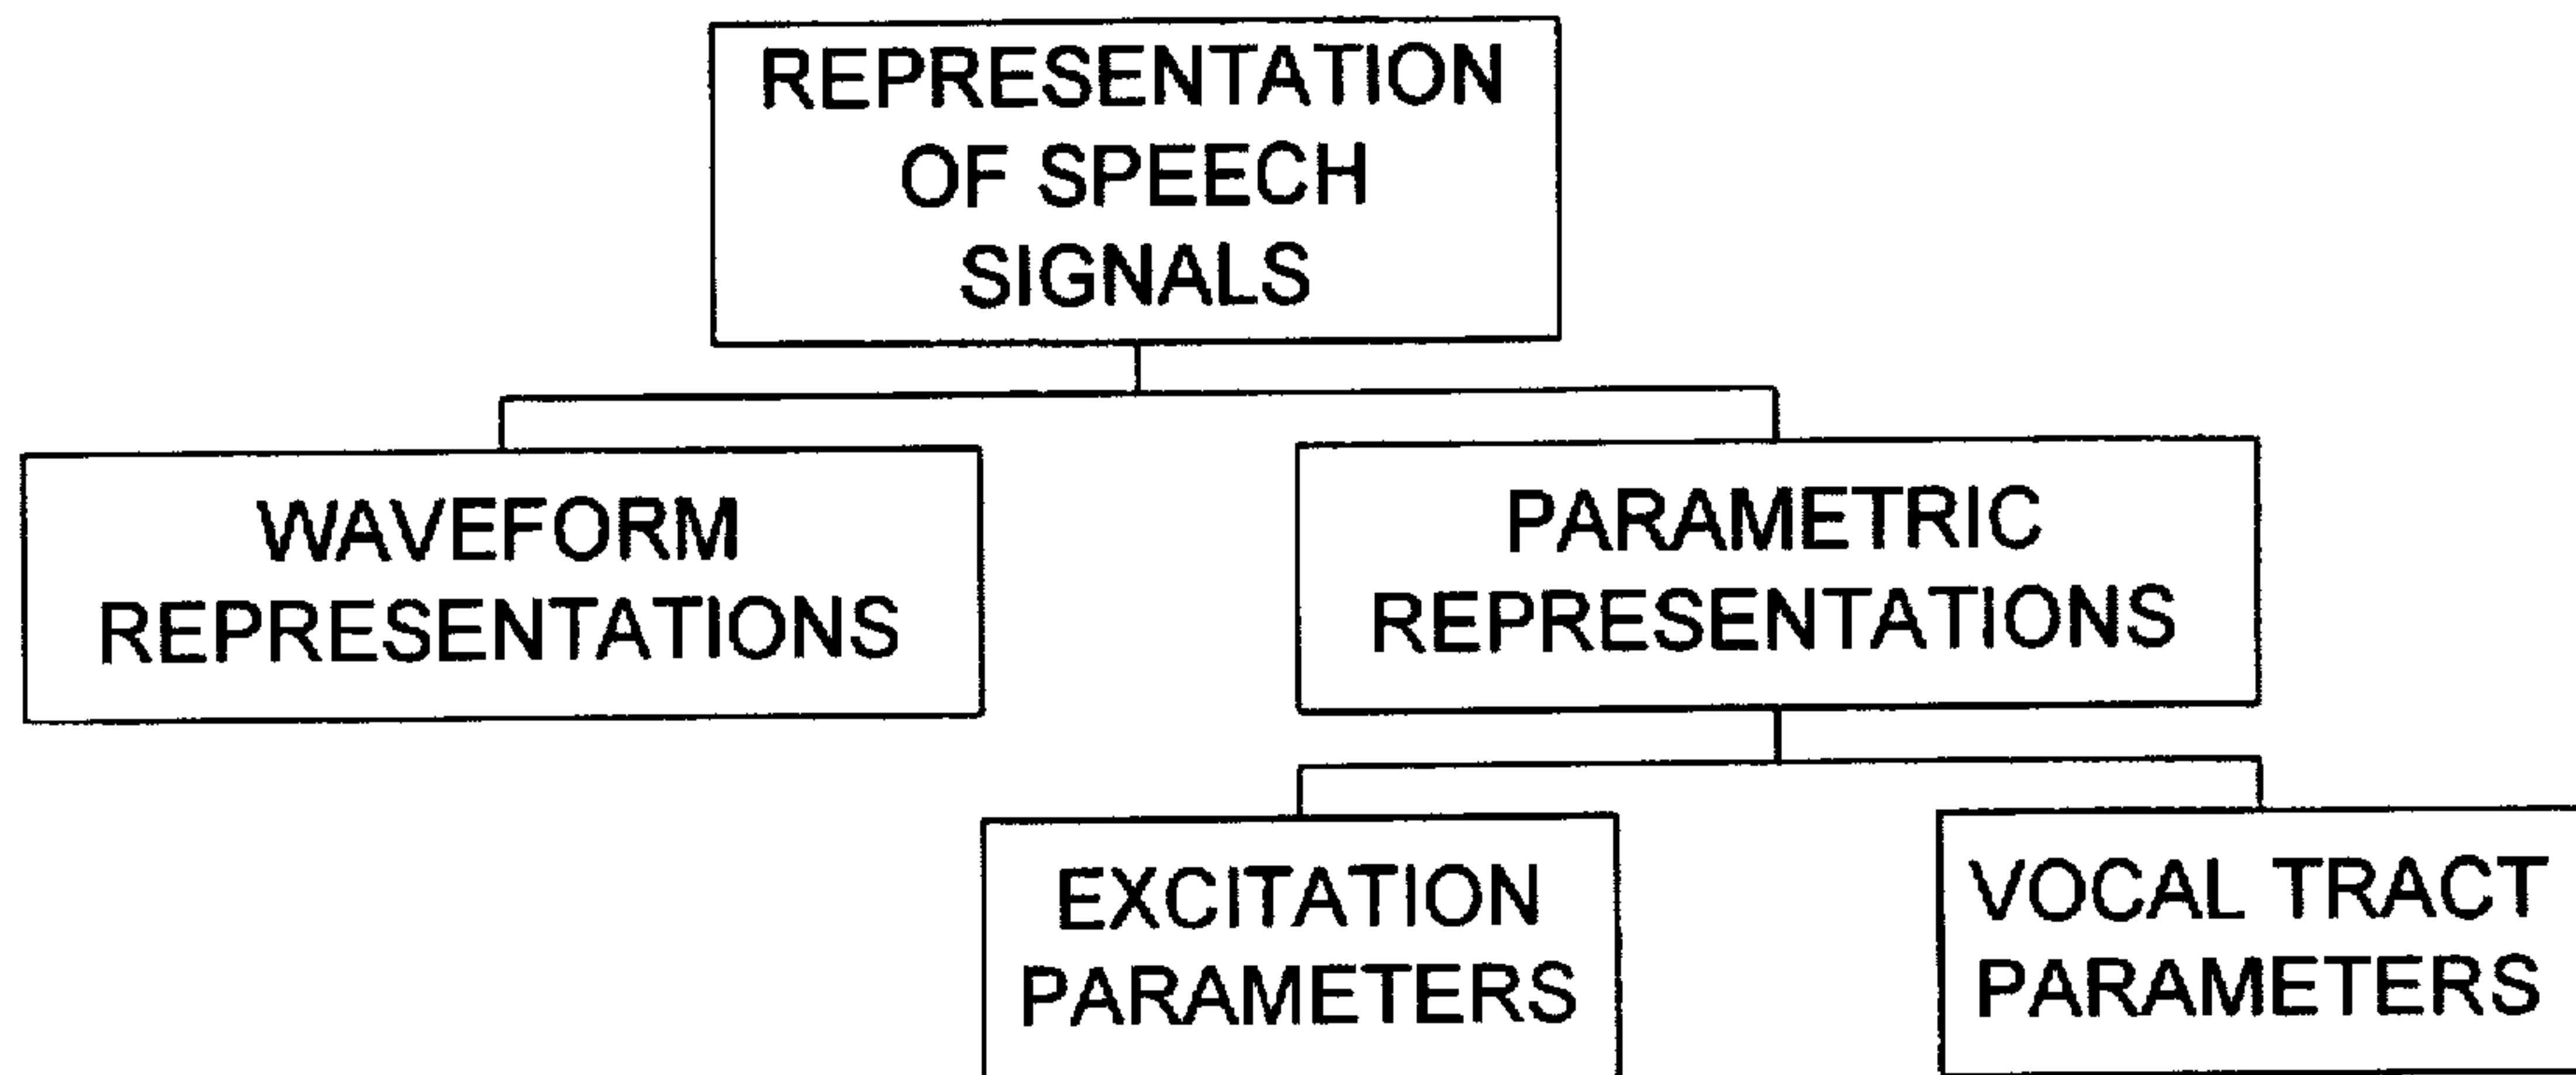 REPRESENTATION
OF SPEECH
SIGNALS
WAVEFORM
REPRESENTATIONS
PARAMETRIC
REPRESENTATIONS
EXCITATION
PARAMETERS
VOCAL TRACT
PARAMETERS